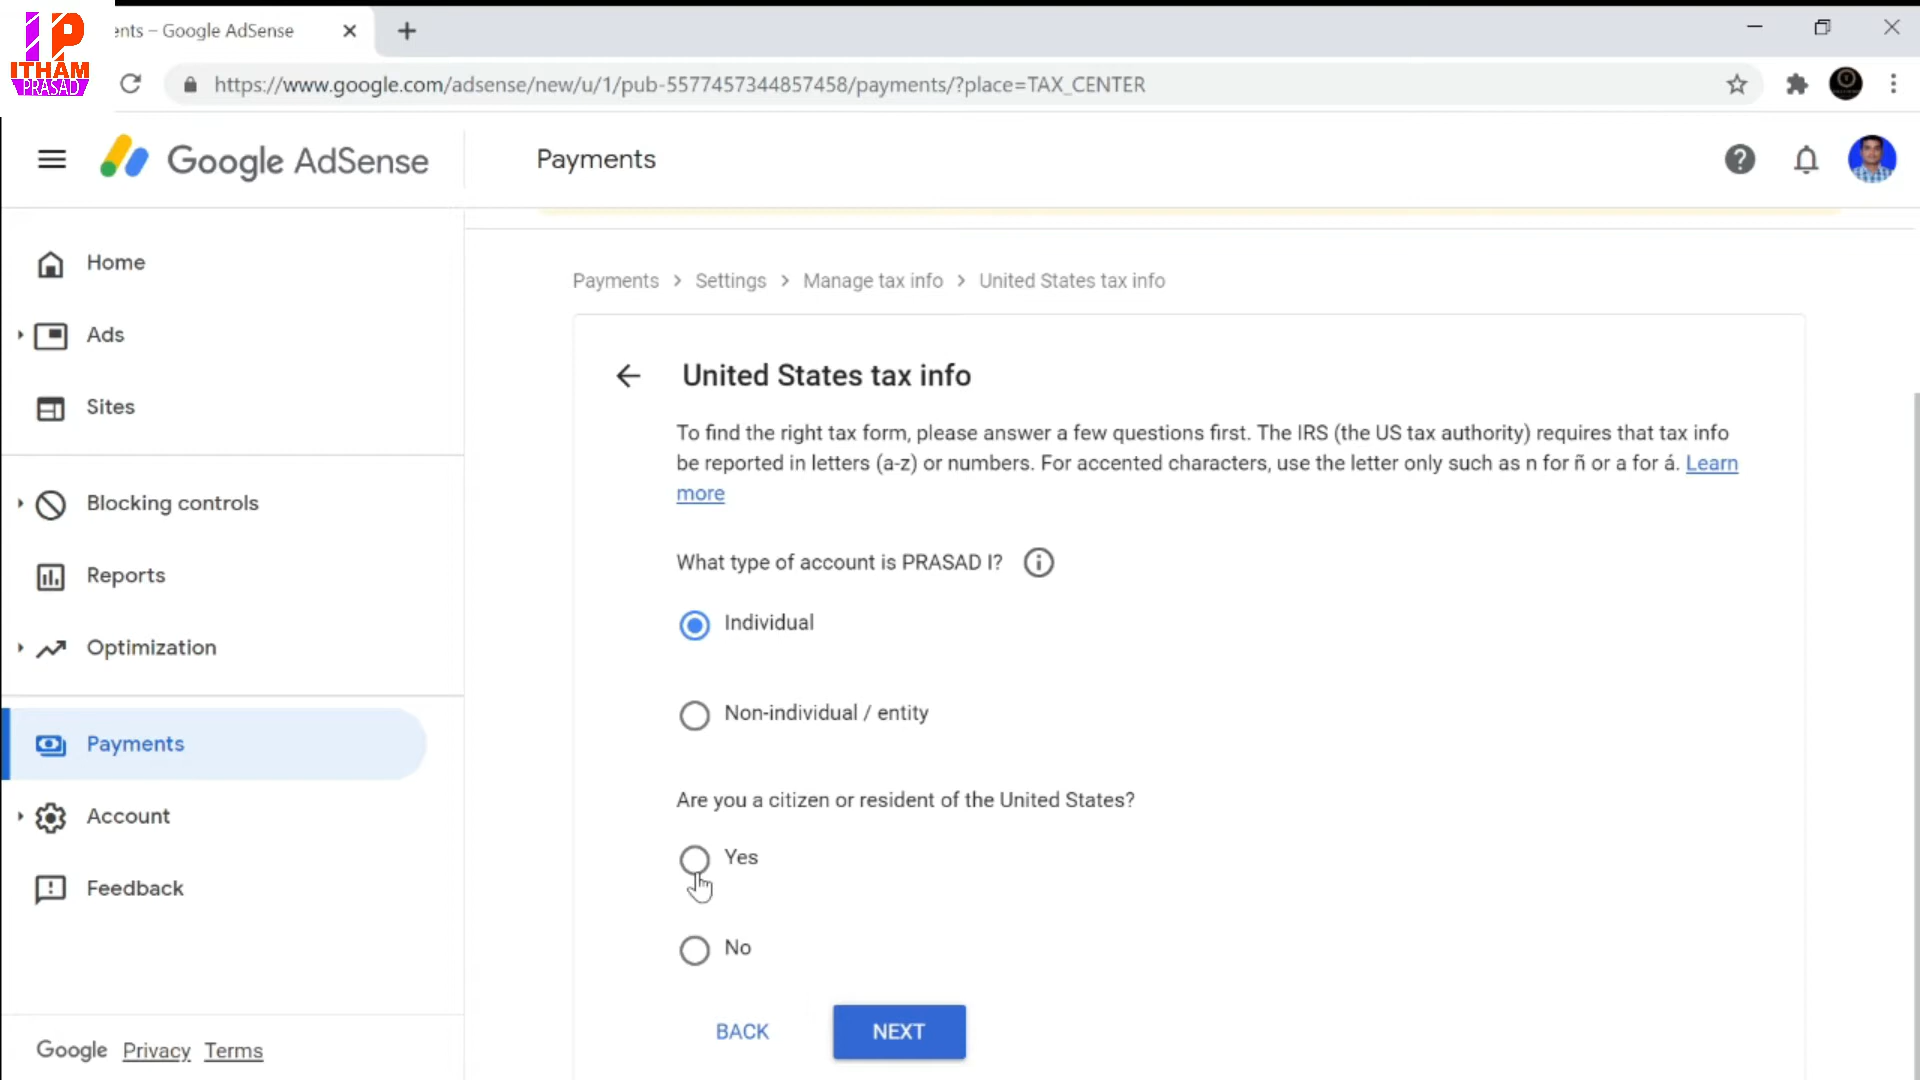 IP
ITHAM
PRASAD
ents – Google AdSense
https://www.google.com/adsense/new/u/1/pub-5577457344857458/payments/?place=TAX_CENTER
Google AdSense
Payments
Home
Ads
Sites
Blocking controls
Reports
Optimization
Payments
Account
Feedback
Google Privacy Terms
Payments > Settings > Manage tax info > United States tax info
United States tax info
To find the right tax form, please answer a few questions first. The IRS (the US tax authority) requires that tax info
be reported in letters (a-z) or numbers. For accented characters, use the letter only such as n for ñ or a for á. Learn
more
What type of account is PRASAD I?
Individual
Non-individual / entity
Are you a citizen or resident of the United States?
Yes
No
BACK NEXT